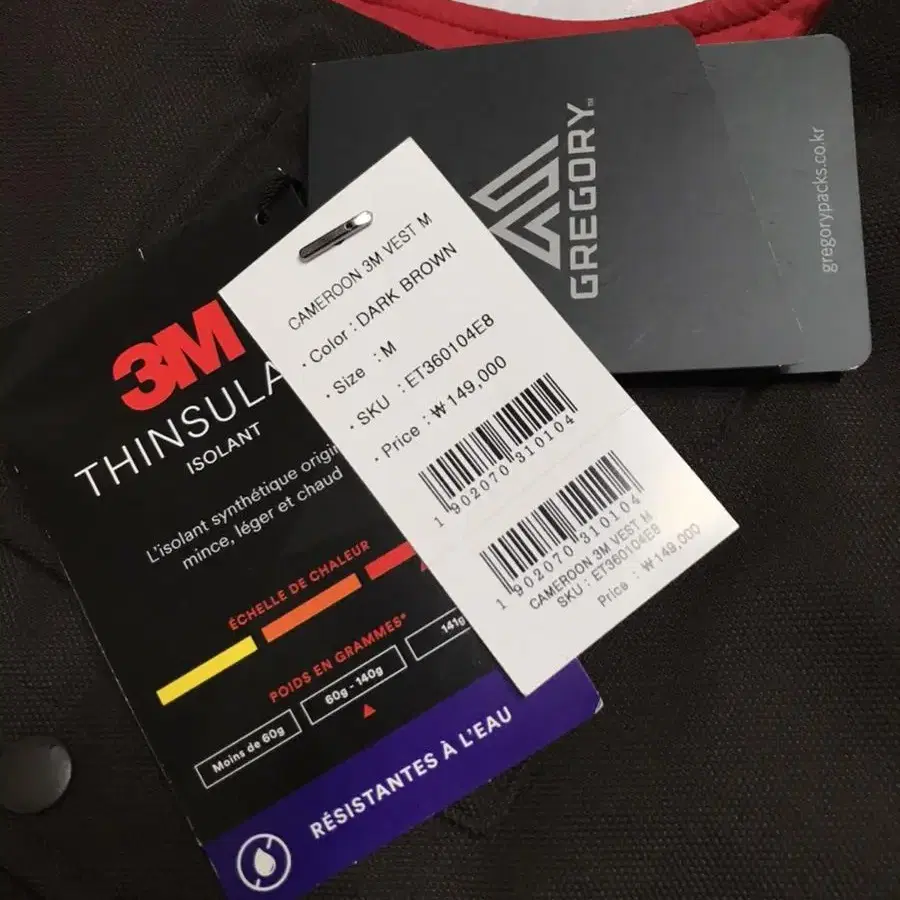 GREGORY™
gregorypacks.co.kr
CAMEROON 3M VEST M
· Color : DARK BROWN
· Size : M
· SKU : ET360104E8
· Price : ₩149,000
1 902070 310104
1 902070 310104
CAMEROON 3M VEST M
SKU : ET360104E8
Price : ₩149,000
3M
THINSULA
ISOLANT
L'isolant synthétique origin
mince, léger et chaud
ÉCHELLE DE CHALEUR
POIDS EN GRAMMES*
Moins de 60g
60g - 140g
141g
RÉSISTANTES À L'EAU